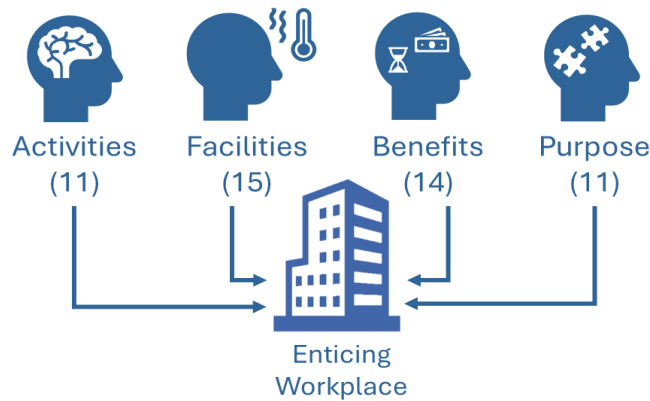 Activities
(11)
Facilities
(15)
Benefits
(14)
Purpose
(11)
Enticing
Workplace